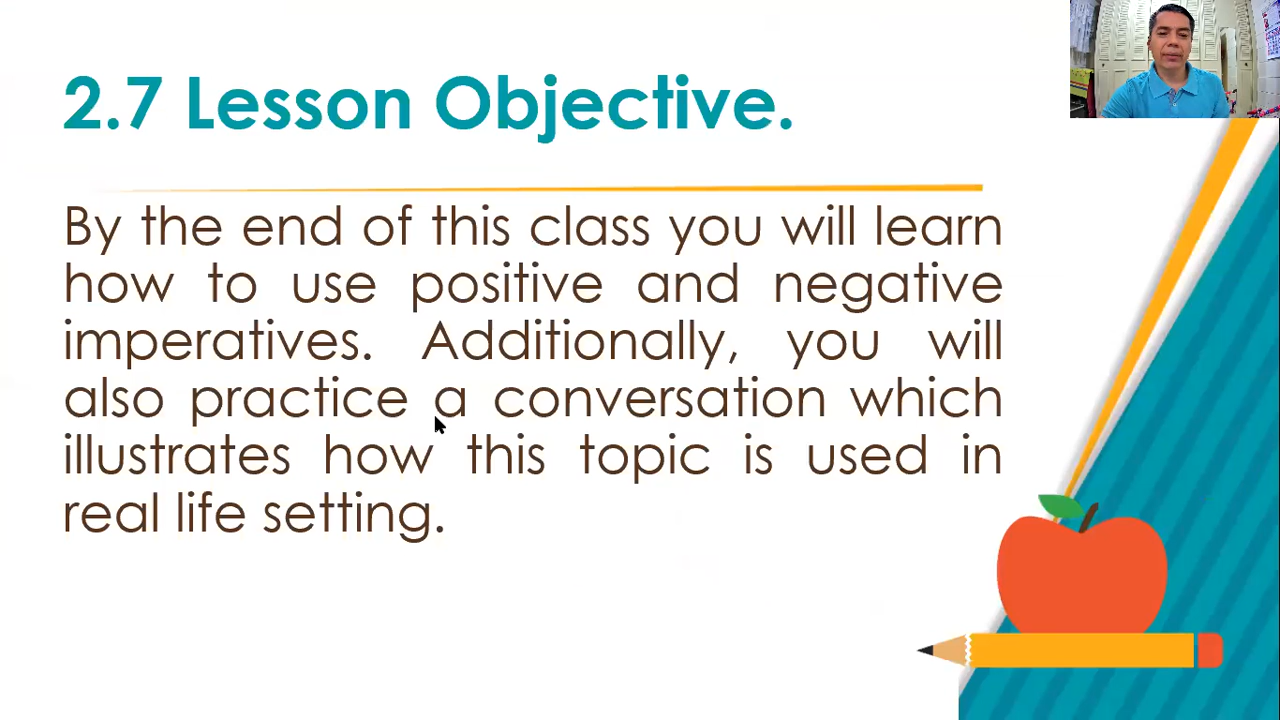 2.7 Lesson Objective.
By the end of this class you will learn
how to use positive and negative
imperatives. Additionally, you will
also practice a conversation which
illustrates how this topic is used in
real life setting.